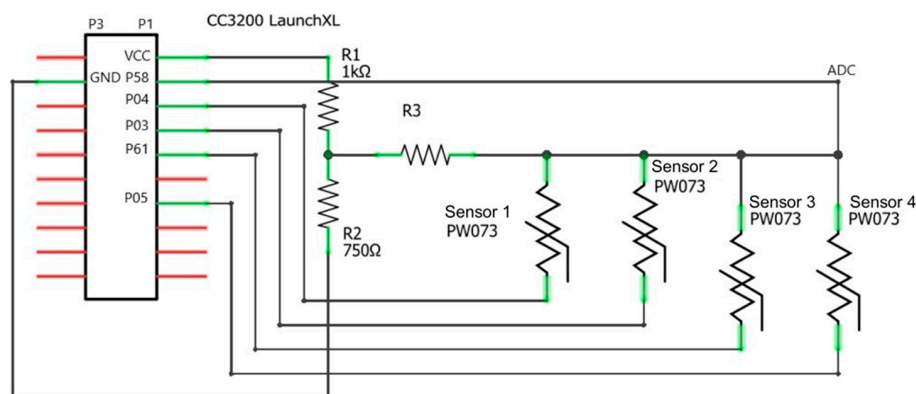 CC3200 LaunchXL
P3 P1
VCC
GND P58
P04
P03
P61
P05
R1
1kΩ
R3
R2
750Ω
ADC
Sensor 1
PW073
Sensor 2
PW073
Sensor 3
PW073
Sensor 4
PW073